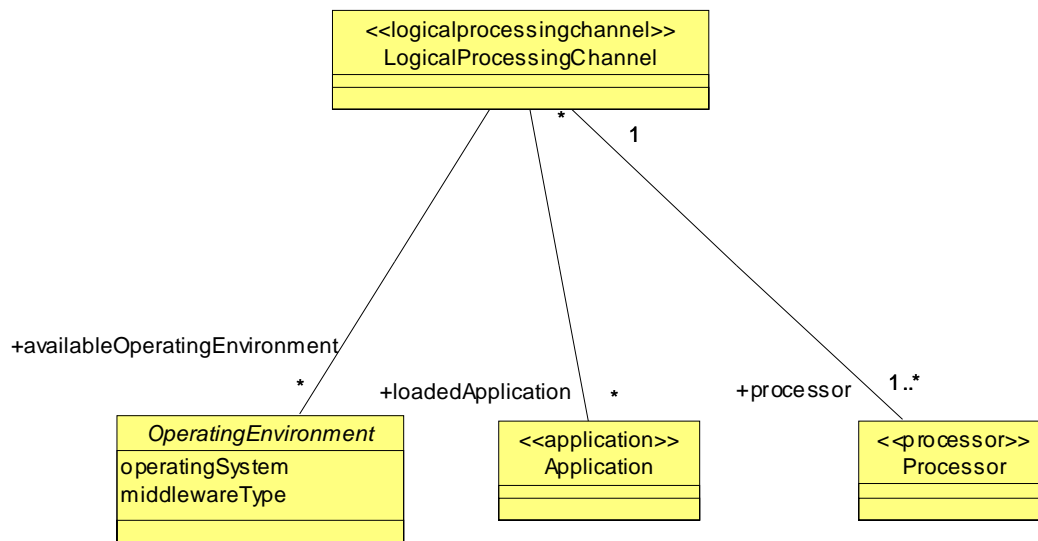 <<logicalprocessingchannel>>
LogicalProcessingChannel
*
1
+availableOperatingEnvironment
*
+loadedApplication
*
+processor
1..*
OperatingEnvironment
operatingSystem
middlewareType
<<application>>
Application
<<processor>>
Processor